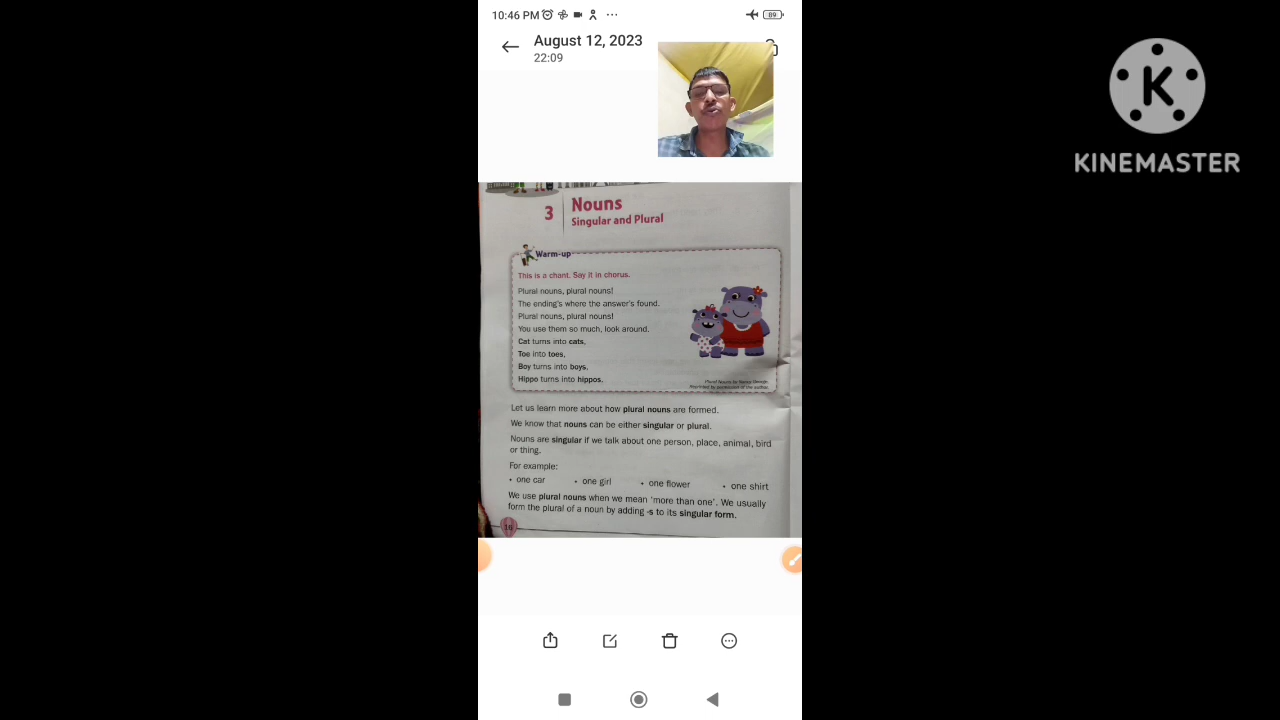 10:46 PM
89
August 12, 2023
22:09
K
KINEMASTER
3
Nouns
Singular and Plural
Warm-up
This is a chant. Say it in chorus.
Plural nouns, plural nouns!
The ending's where the answer's found.
Plural nouns, plural nouns!
You use them so much, look around.
Cat turns into cats,
Toe into toes,
Boy turns into boys,
Hippo turns into hippos.
Plural Nouns by
Let us learn more about how plural nouns are formed.
We know that nouns can be either singular or plural.
Nouns are singular if we talk about one person, place, animal, bird
or thing.
For example:
• one car • one girl • one flower • one shirt
We use plural nouns when we mean 'more than one'. We usually
form the plural of a noun by adding -s to its singular form.
16